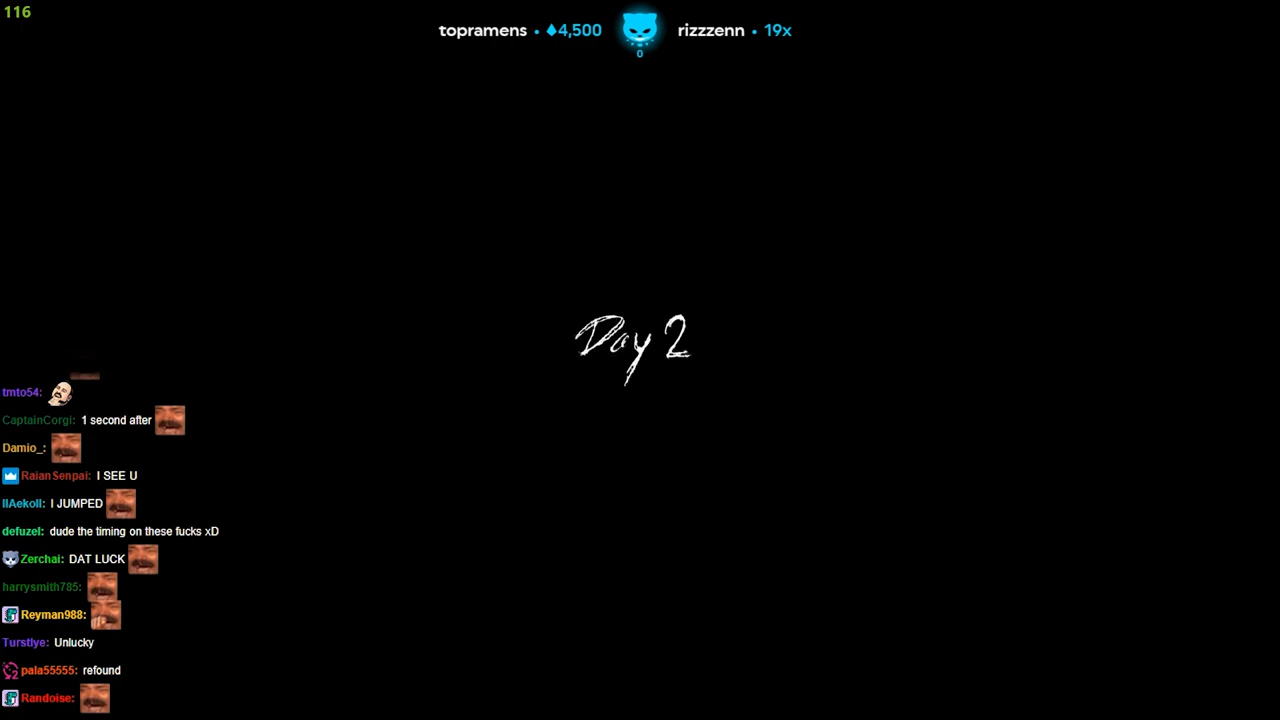 116
topramens • 4,500 rizzzenn • 19x
0
Day 2
tmto54:
CaptainCorgi: 1 second after
Damio_:
RaianSenpai: I SEE U
IIAekoII: I JUMPED
defuzel: dude the timing on these fucks xD
Zerchai: DAT LUCK
harrysmith785:
Reyman988:
Turstlye: Unlucky
pala55555: refound
Randoise: